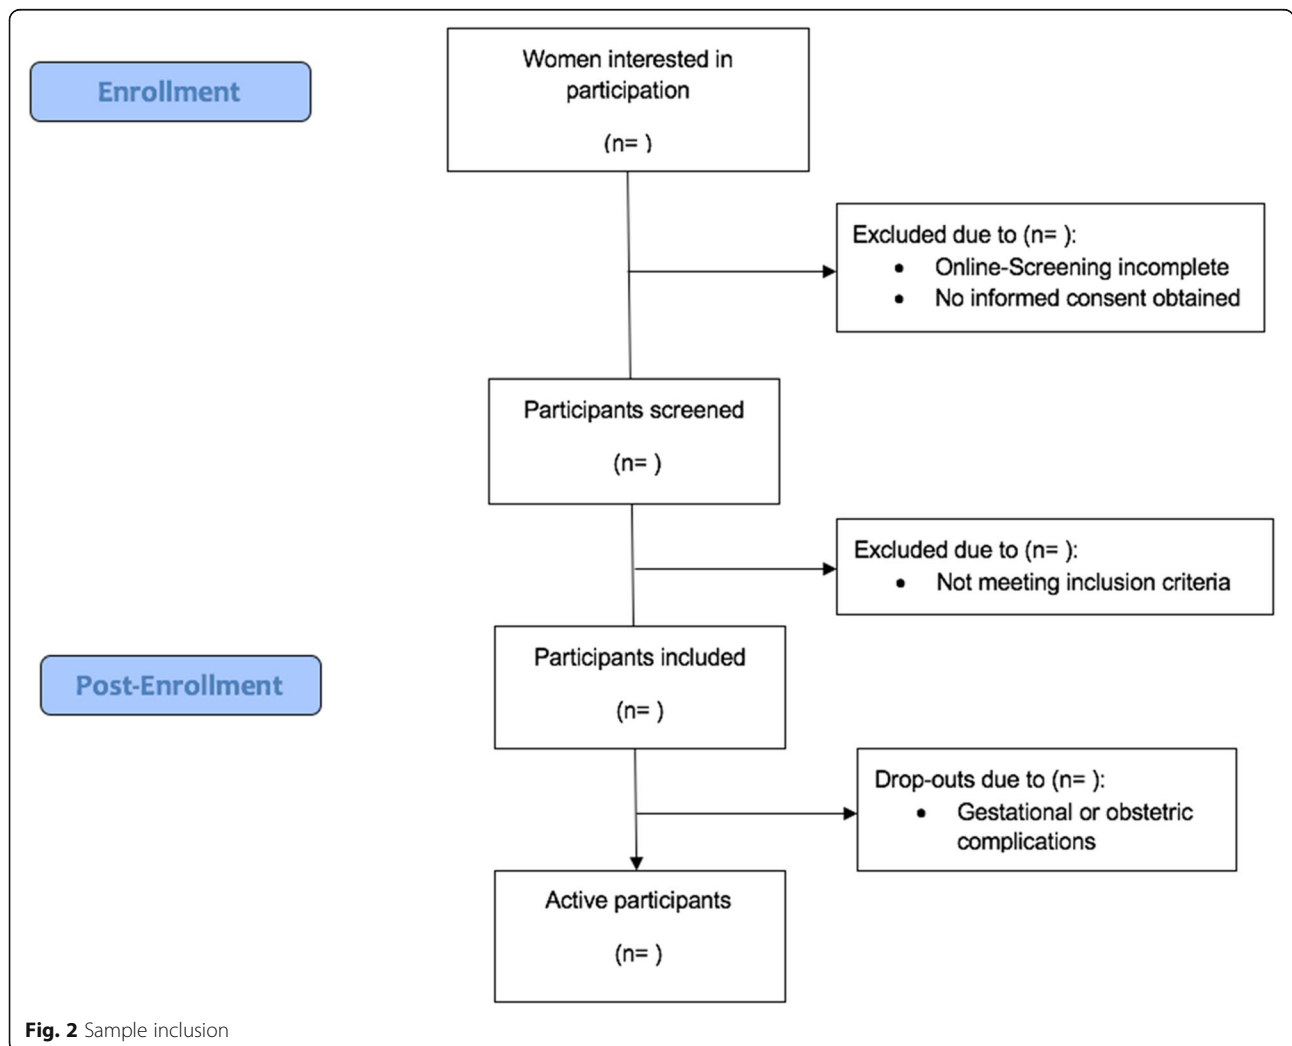 Enrollment
Women interested in
participation
(n= )
Excluded due to (n= ):
• Online-Screening incomplete
• No informed consent obtained
Participants screened
(n= )
Excluded due to (n= ):
• Not meeting inclusion criteria
Post-Enrollment
Participants included
(n= )
Drop-outs due to (n= ):
• Gestational or obstetric
complications
Active participants
(n= )
Fig. 2 Sample inclusion